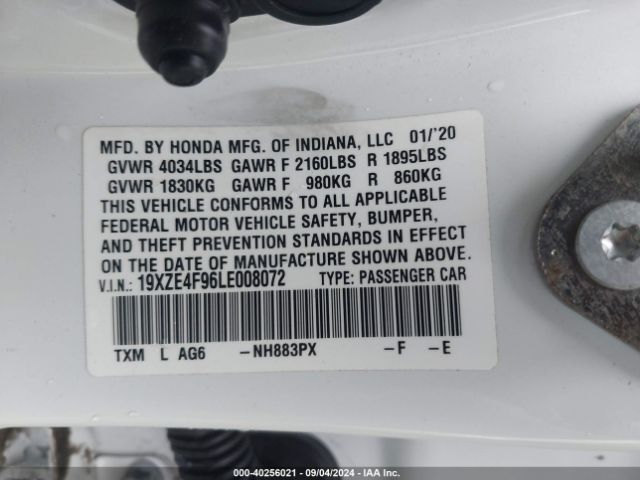 MFD. BY HONDA MFG. OF INDIANA, LLC 01/'20
GVWR 4034LBS GAWR F 2160LBS R 1895LBS
GVWR 1830KG GAWR F 980KG R 860KG
THIS VEHICLE CONFORMS TO ALL APPLICABLE
FEDERAL MOTOR VEHICLE SAFETY, BUMPER,
AND THEFT PREVENTION STANDARDS IN EFFECT
ON THE DATE OF MANUFACTURE SHOWN ABOVE.
V.I.N.: 19XZE4F96LE008072 TYPE: PASSENGER CAR
TXM L AG6 -NH883PX -F -E
000-40256021 - 09/04/2024 - IAA Inc.